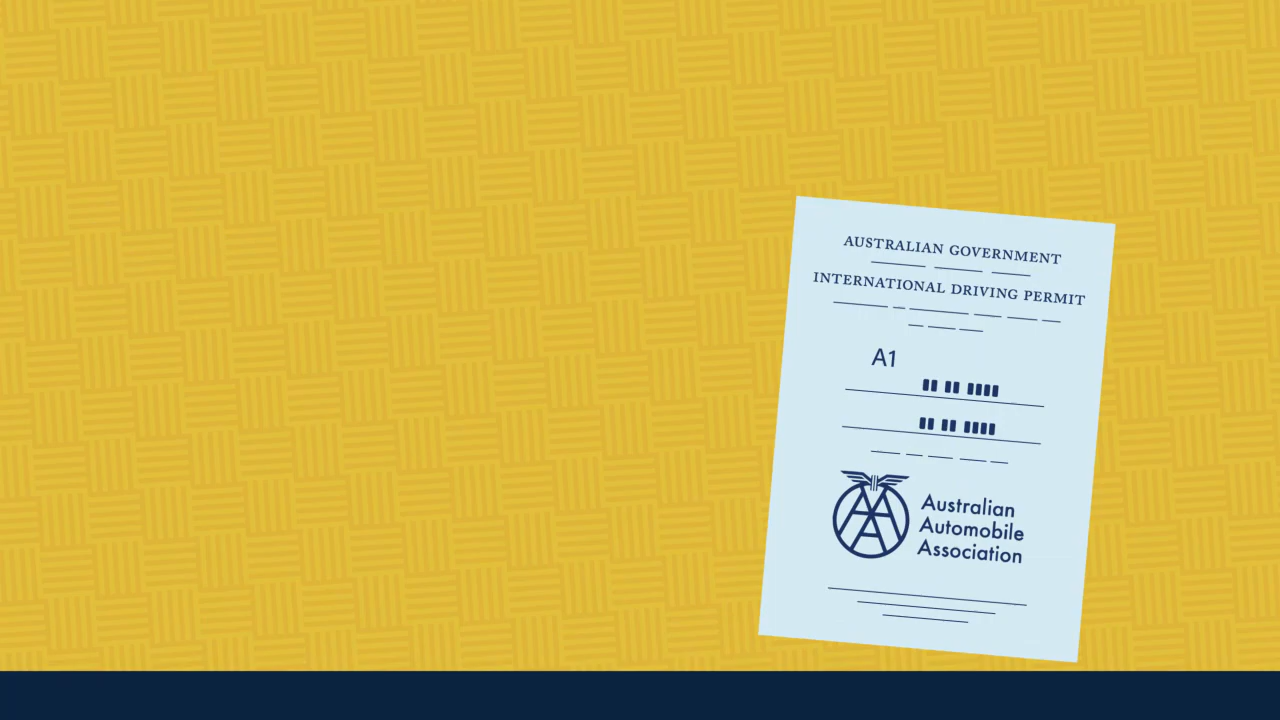 AUSTRALIAN GOVERNMENT
INTERNATIONAL DRIVING PERMIT
A1
Australian
Automobile
Association